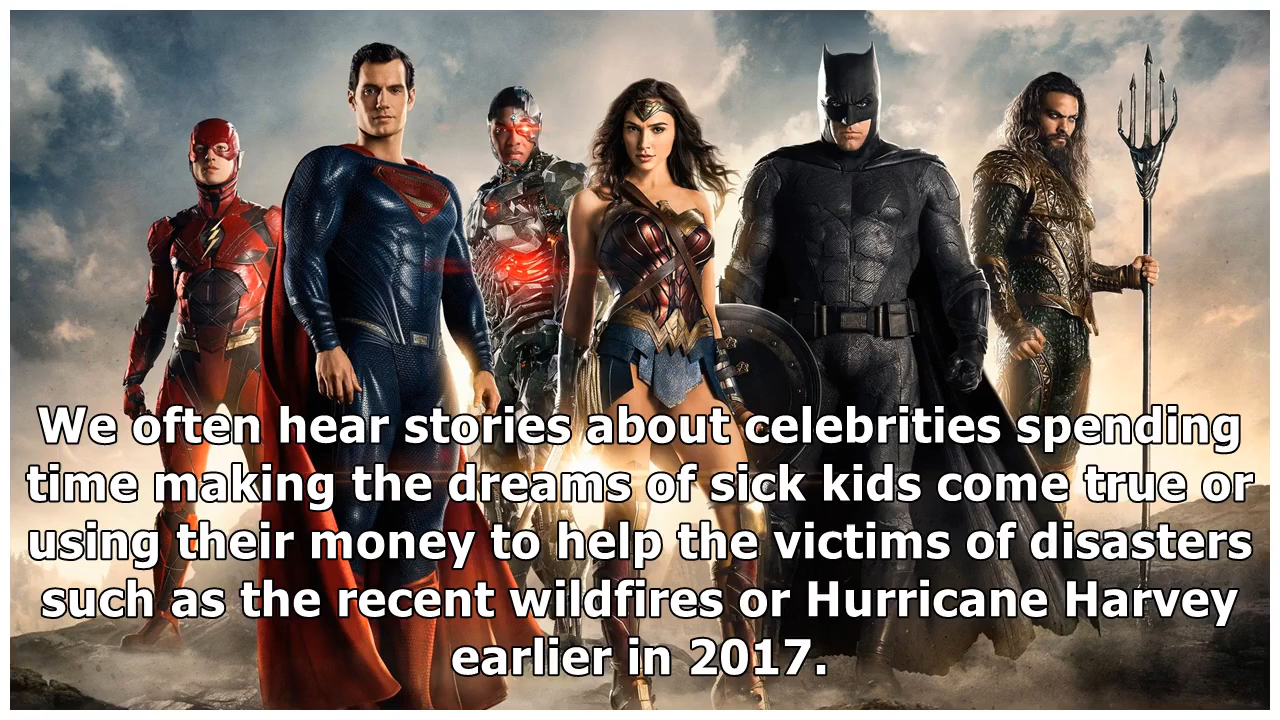 We often hear stories about celebrities spending
time making the dreams of sick kids come true or
using their money to help the victims of disasters
such as the recent wildfires or Hurricane Harvey
earlier in 2017.